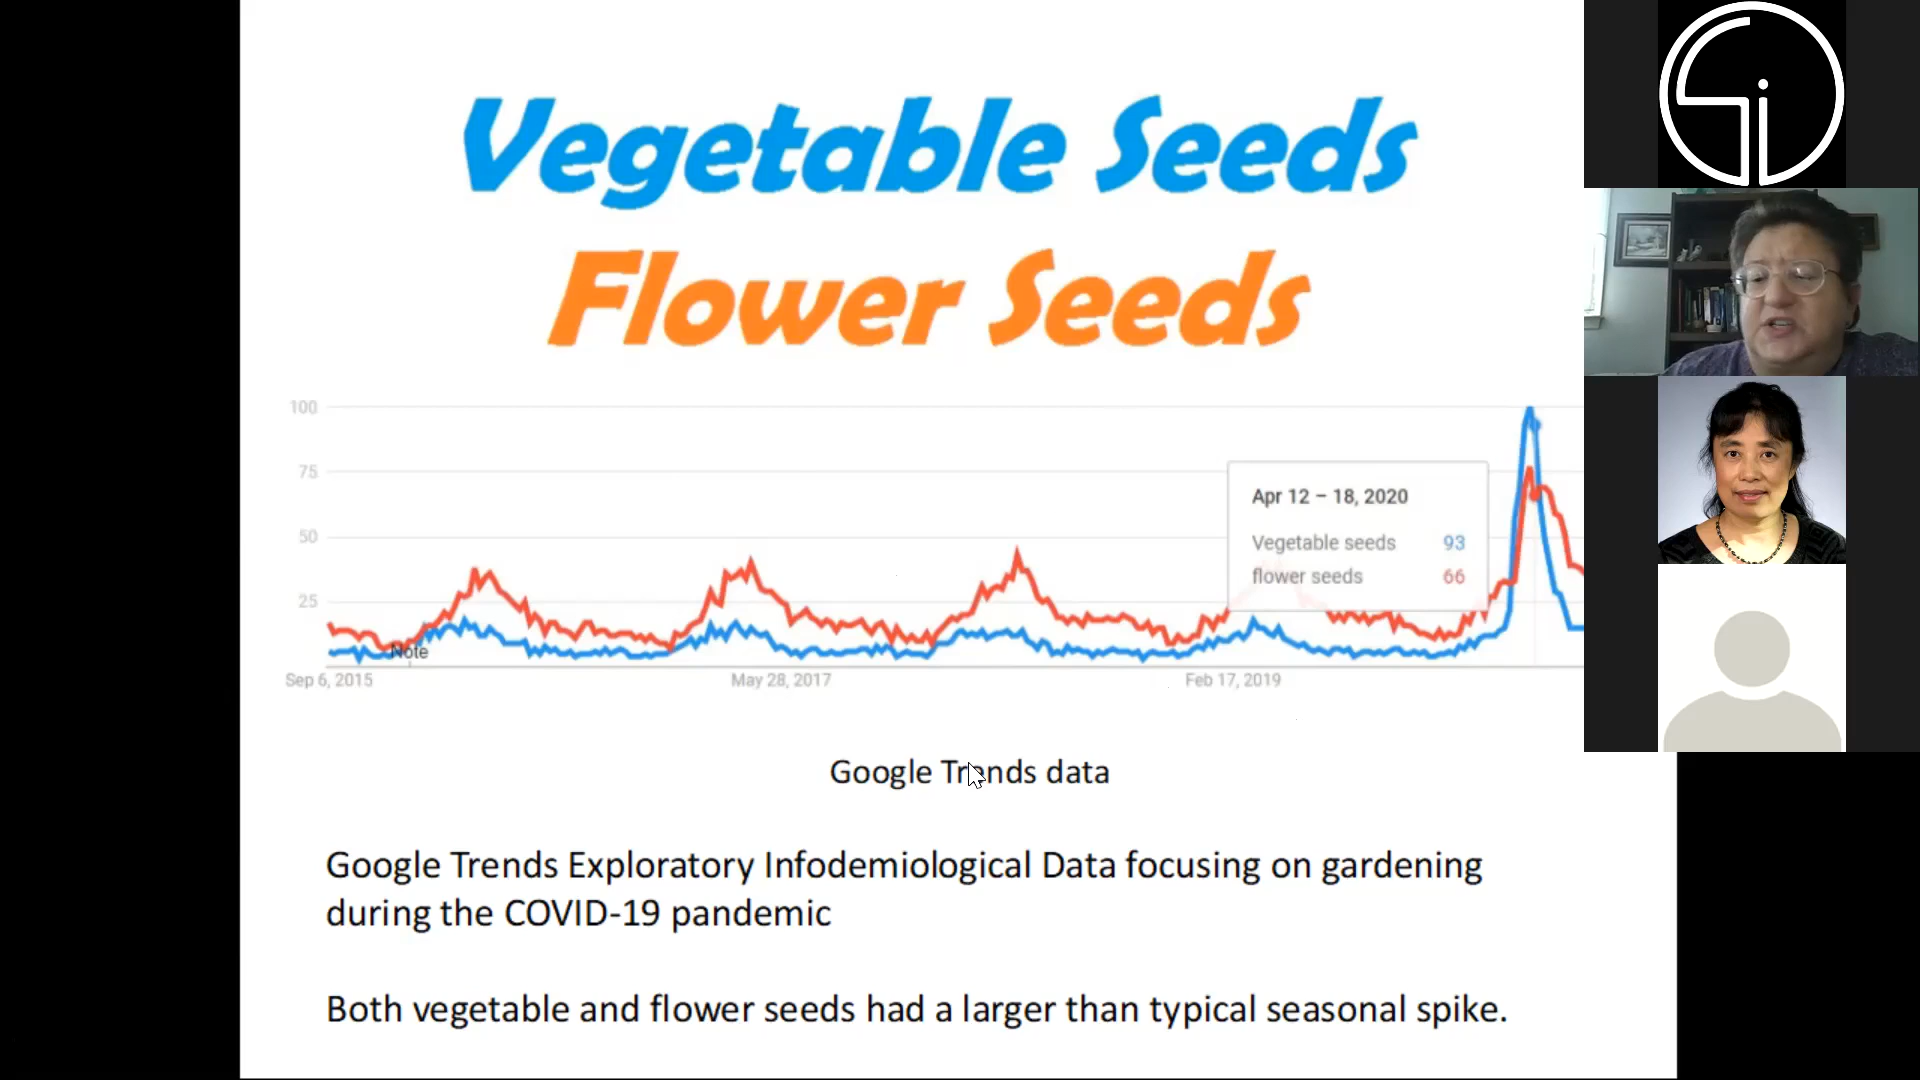 Vegetable Seeds
Flower Seeds
100
75
50
25
Apr 12 – 18, 2020
Vegetable seeds 93
flower seeds 66
Note
Sep 6, 2015
May 28, 2017
Feb 17, 2019
Google Trends data
Google Trends Exploratory Infodemiological Data focusing on gardening
during the COVID-19 pandemic
Both vegetable and flower seeds had a larger than typical seasonal spike.